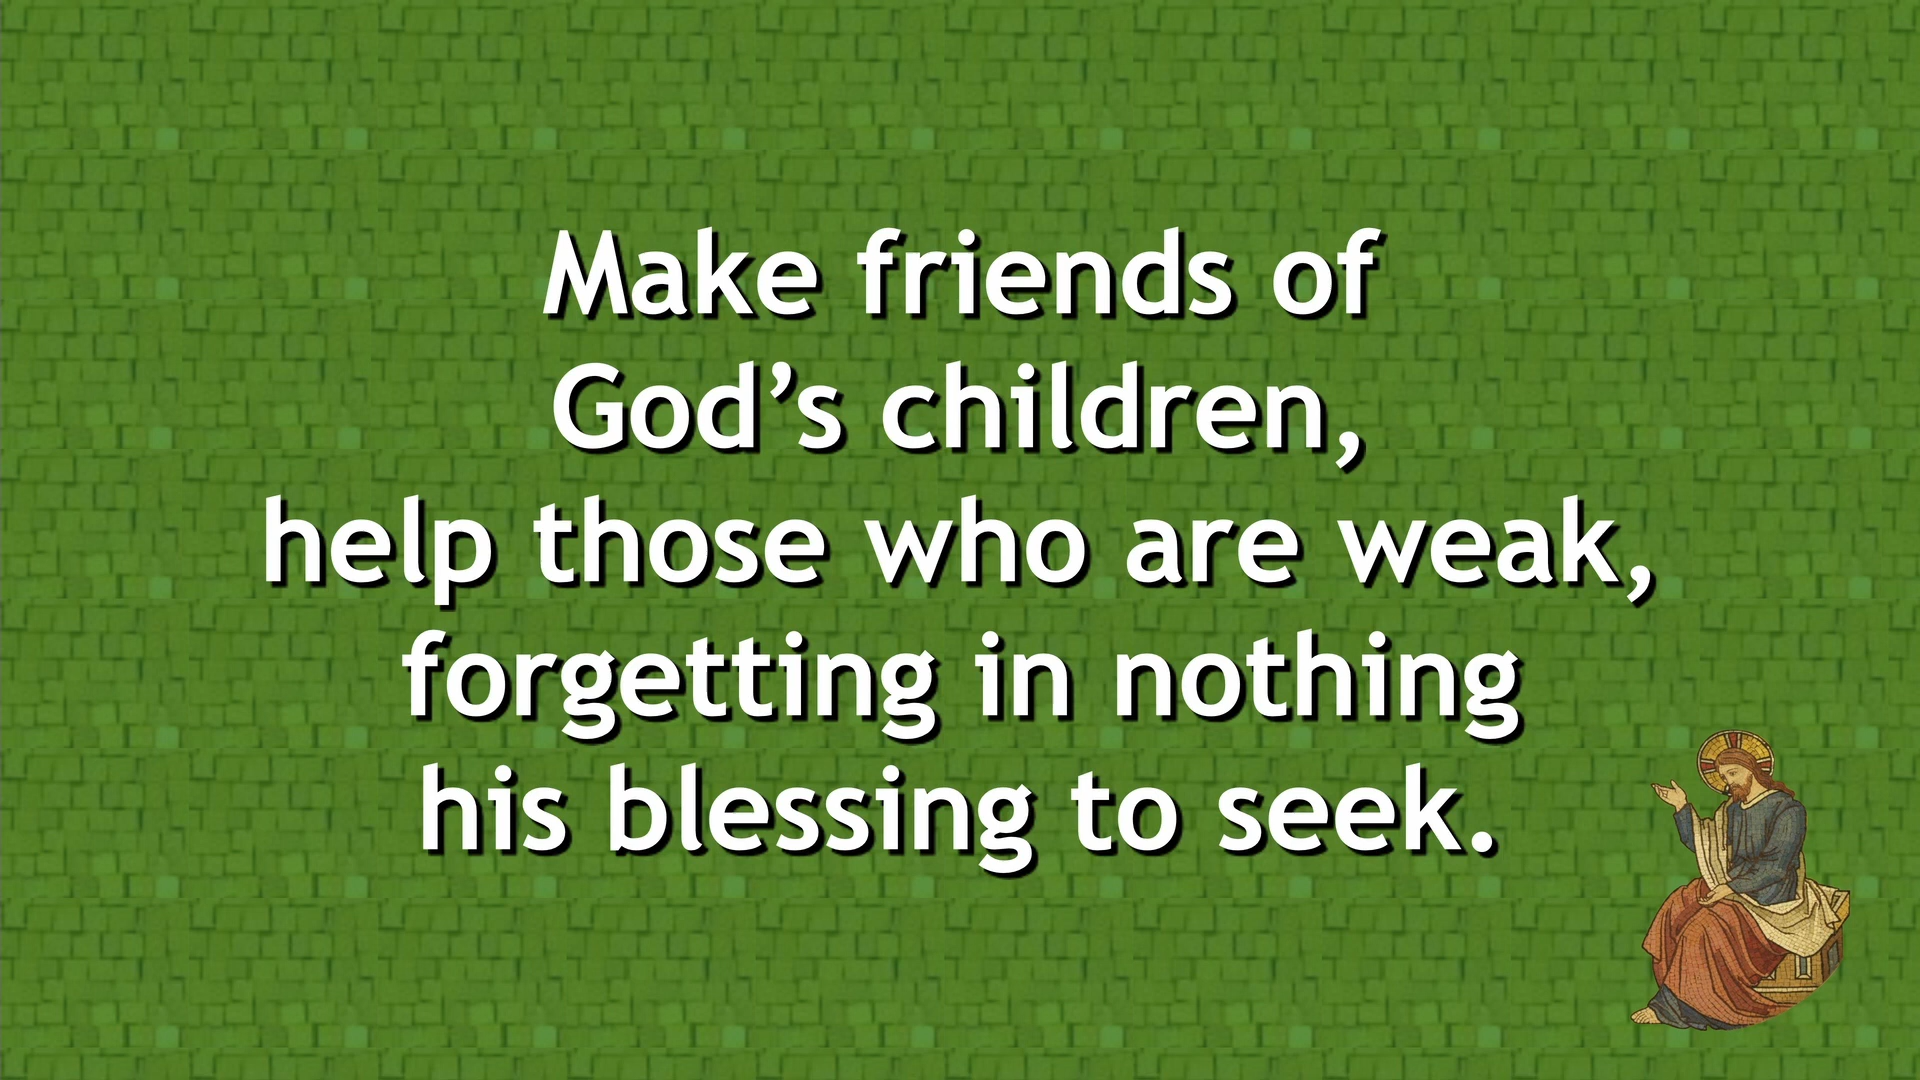 Make friends of
God’s children,
help those who are weak,
forgetting in nothing
his blessing to seek.